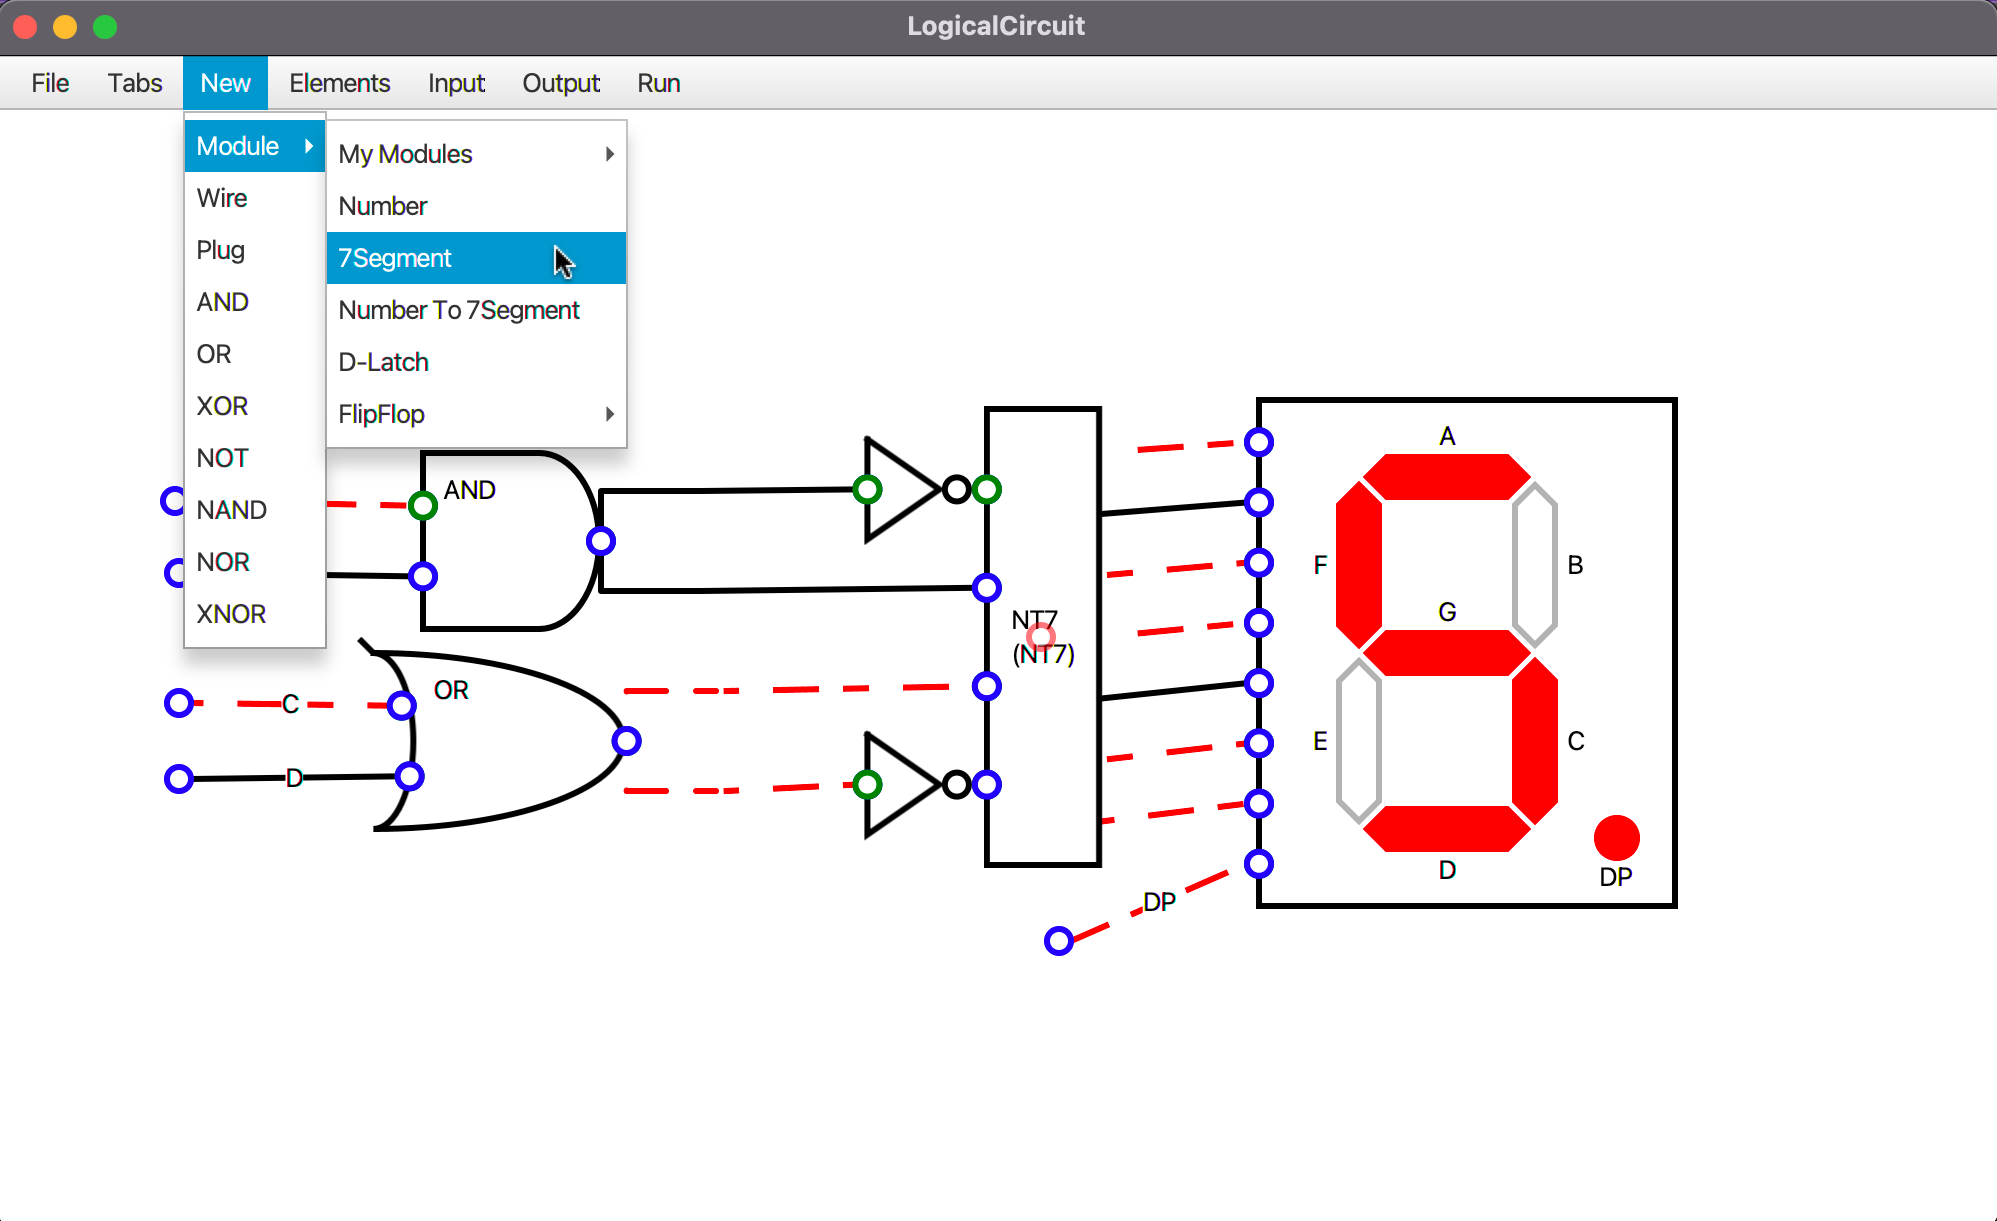 LogicalCircuit
File Tabs New Elements Input Output Run
Module
Wire
Plug
AND
OR
XOR
NOT
NAND
NOR
XNOR
My Modules
Number
7Segment
Number To 7Segment
D-Latch
FlipFlop
AND
OR
C
D
NT7
(NT7)
DP
A
F
B
G
E
C
D
DP